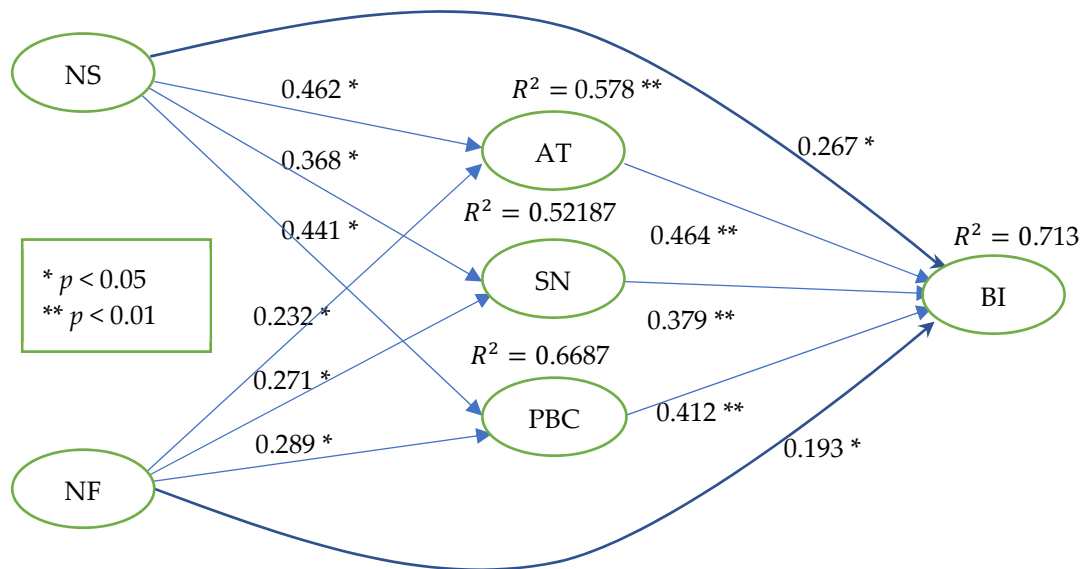 NS
0.462 *
R² = 0.578 **
AT
0.368 *
0.267 *
R² = 0.52187
0.441 *
0.464 **
R² = 0.713
* p < 0.05
** p < 0.01
SN
BI
0.232 *
0.379 **
R² = 0.6687
0.271 *
PBC
0.412 **
0.289 *
0.193 *
NF